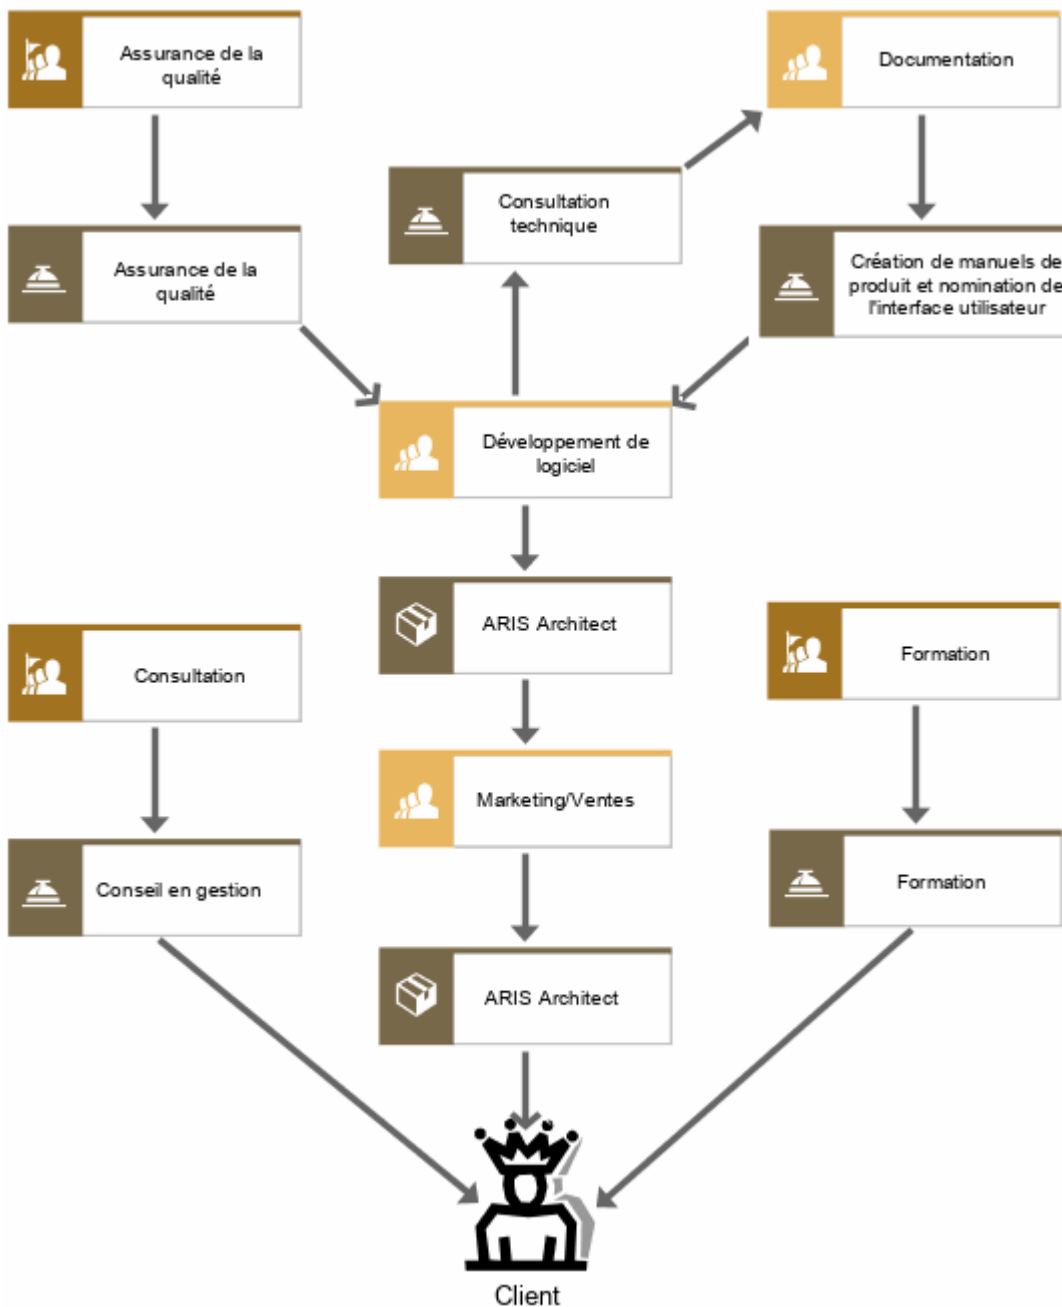 Assurance de la
qualité
Documentation
Consultation
technique
Assurance de la
qualité
Création de manuels de
produit et nomination de
l'interface utilisateur
Développement de
logiciel
ARIS Architect
Consultation
Formation
Marketing/Ventes
Conseil en gestion
Formation
ARIS Architect
Client